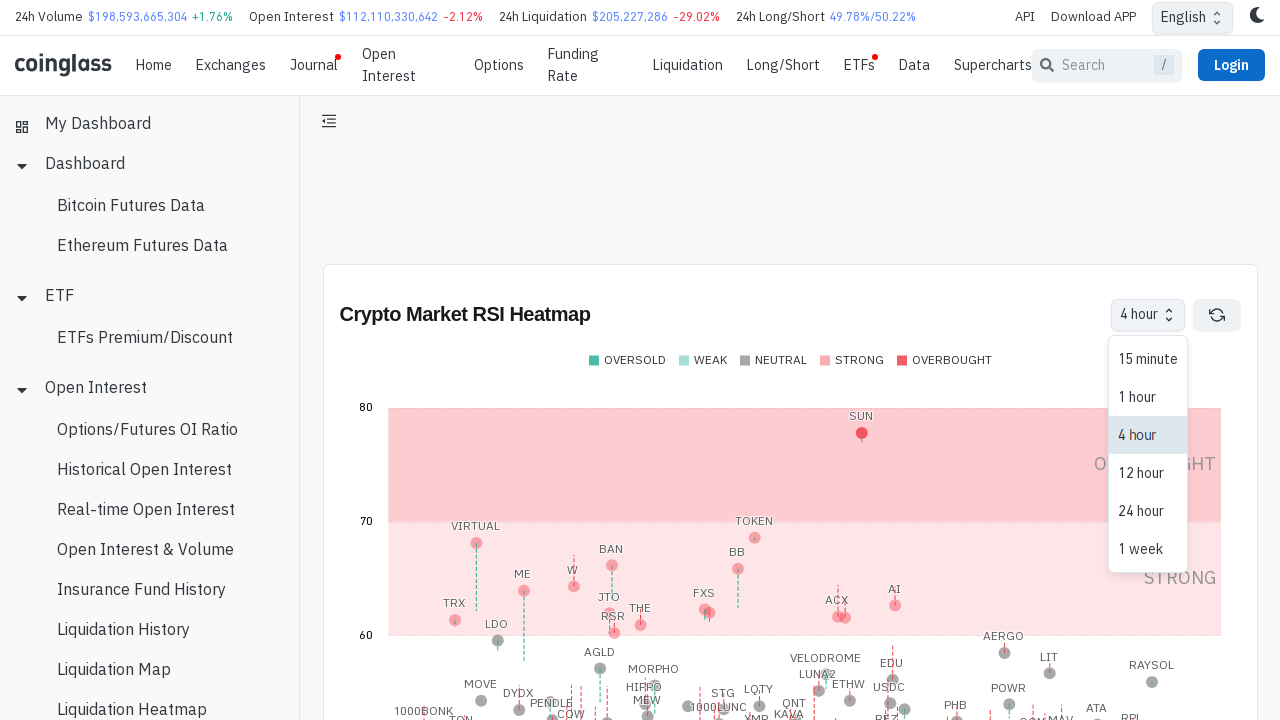 24h Volume $198,593,665,304 +1.76% Open Interest $112,110,330,642 -2.12% 24h Liquidation $205,227,286 -29.02% 24h Long/Short 49.78%/50.22% API Download APP English
coinglass Home Exchanges Journal Open Interest Options Funding Rate Liquidation Long/Short ETFs Data Supercharts Search / Login
My Dashboard
Dashboard
Bitcoin Futures Data
Ethereum Futures Data
ETF
ETFs Premium/Discount
Open Interest
Options/Futures OI Ratio
Historical Open Interest
Real-time Open Interest
Open Interest & Volume
Insurance Fund History
Liquidation History
Liquidation Map
Liquidation Heatmap
Crypto Market RSI Heatmap
4 hour
15 minute
1 hour
4 hour
12 hour
24 hour
1 week
OVERSOLD WEAK NEUTRAL STRONG OVERBOUGHT
80
SUN
70
VIRTUAL TOKEN
BAN BB
ME W
STRONG
TRX JTO FXS ACX AI
RSR THE
LDO
60
AERGO
AGLD VELODROME LIT
MORPHO EDU RAYSOL
LUNA2
MOVE HIPPO ETHW USDC POWR
DYDX STG LQTY
PENDLE MEW QNT PHB
1000BONK COW 1000LUNC KAVA ATA